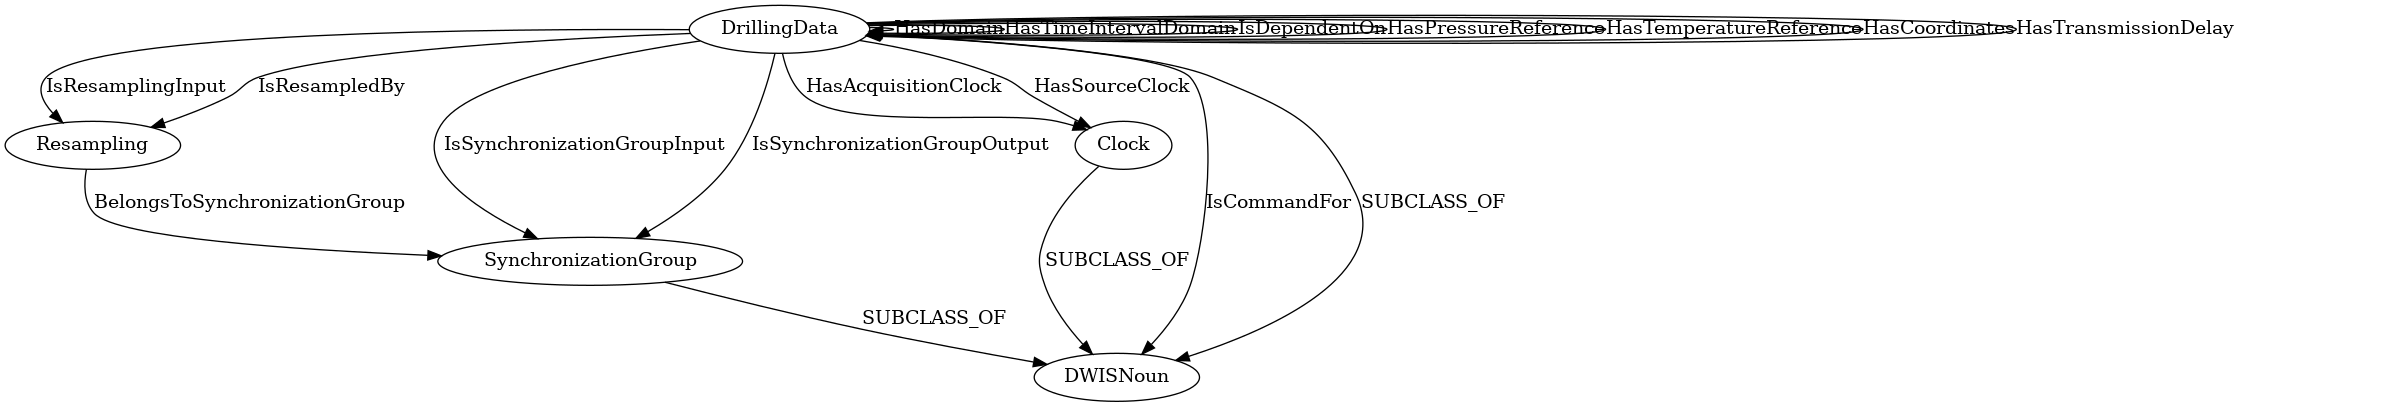 DrillingData
HasDomain
HasTimeIntervalDomain
IsDependentOn
HasPressureReference
HasTemperatureReference
HasCoordinates
HasTransmissionDelay
IsResamplingInput
IsResampledBy
HasAcquisitionClock
HasSourceClock
Resampling
IsSynchronizationGroupInput
IsSynchronizationGroupOutput
Clock
BelongsToSynchronizationGroup
IsCommandFor
SUBCLASS_OF
SynchronizationGroup
SUBCLASS_OF
SUBCLASS_OF
DWISNoun